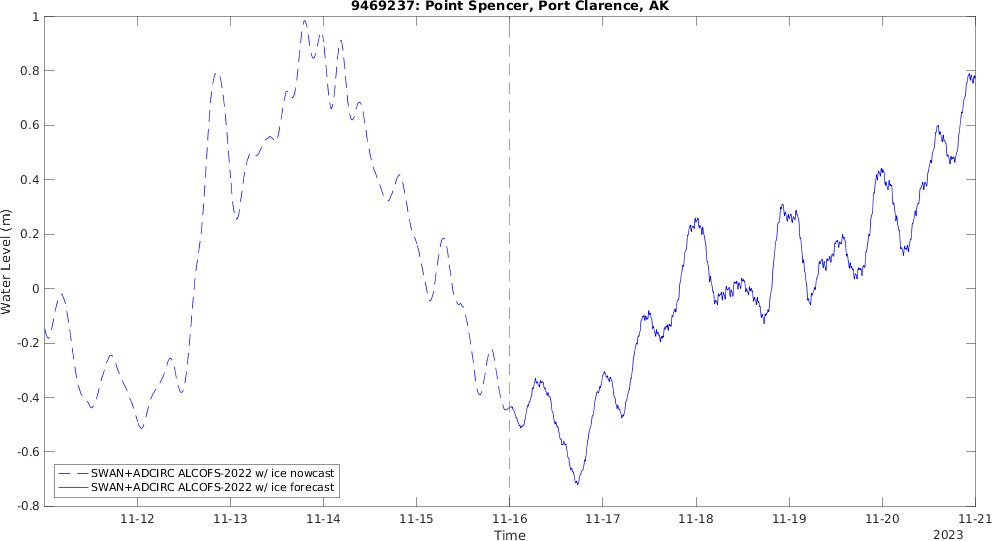 9469237: Point Spencer, Port Clarence, AK
1
0.8
0.6
0.4
0.2
0
-0.2
-0.4
-0.6
-0.8
Water Level (m)
SWAN+ADCIRC ALCOFS-2022 w/ ice nowcast
SWAN+ADCIRC ALCOFS-2022 w/ ice forecast
11-12 11-13 11-14 11-15 11-16 11-17 11-18 11-19 11-20 11-21
Time
2023